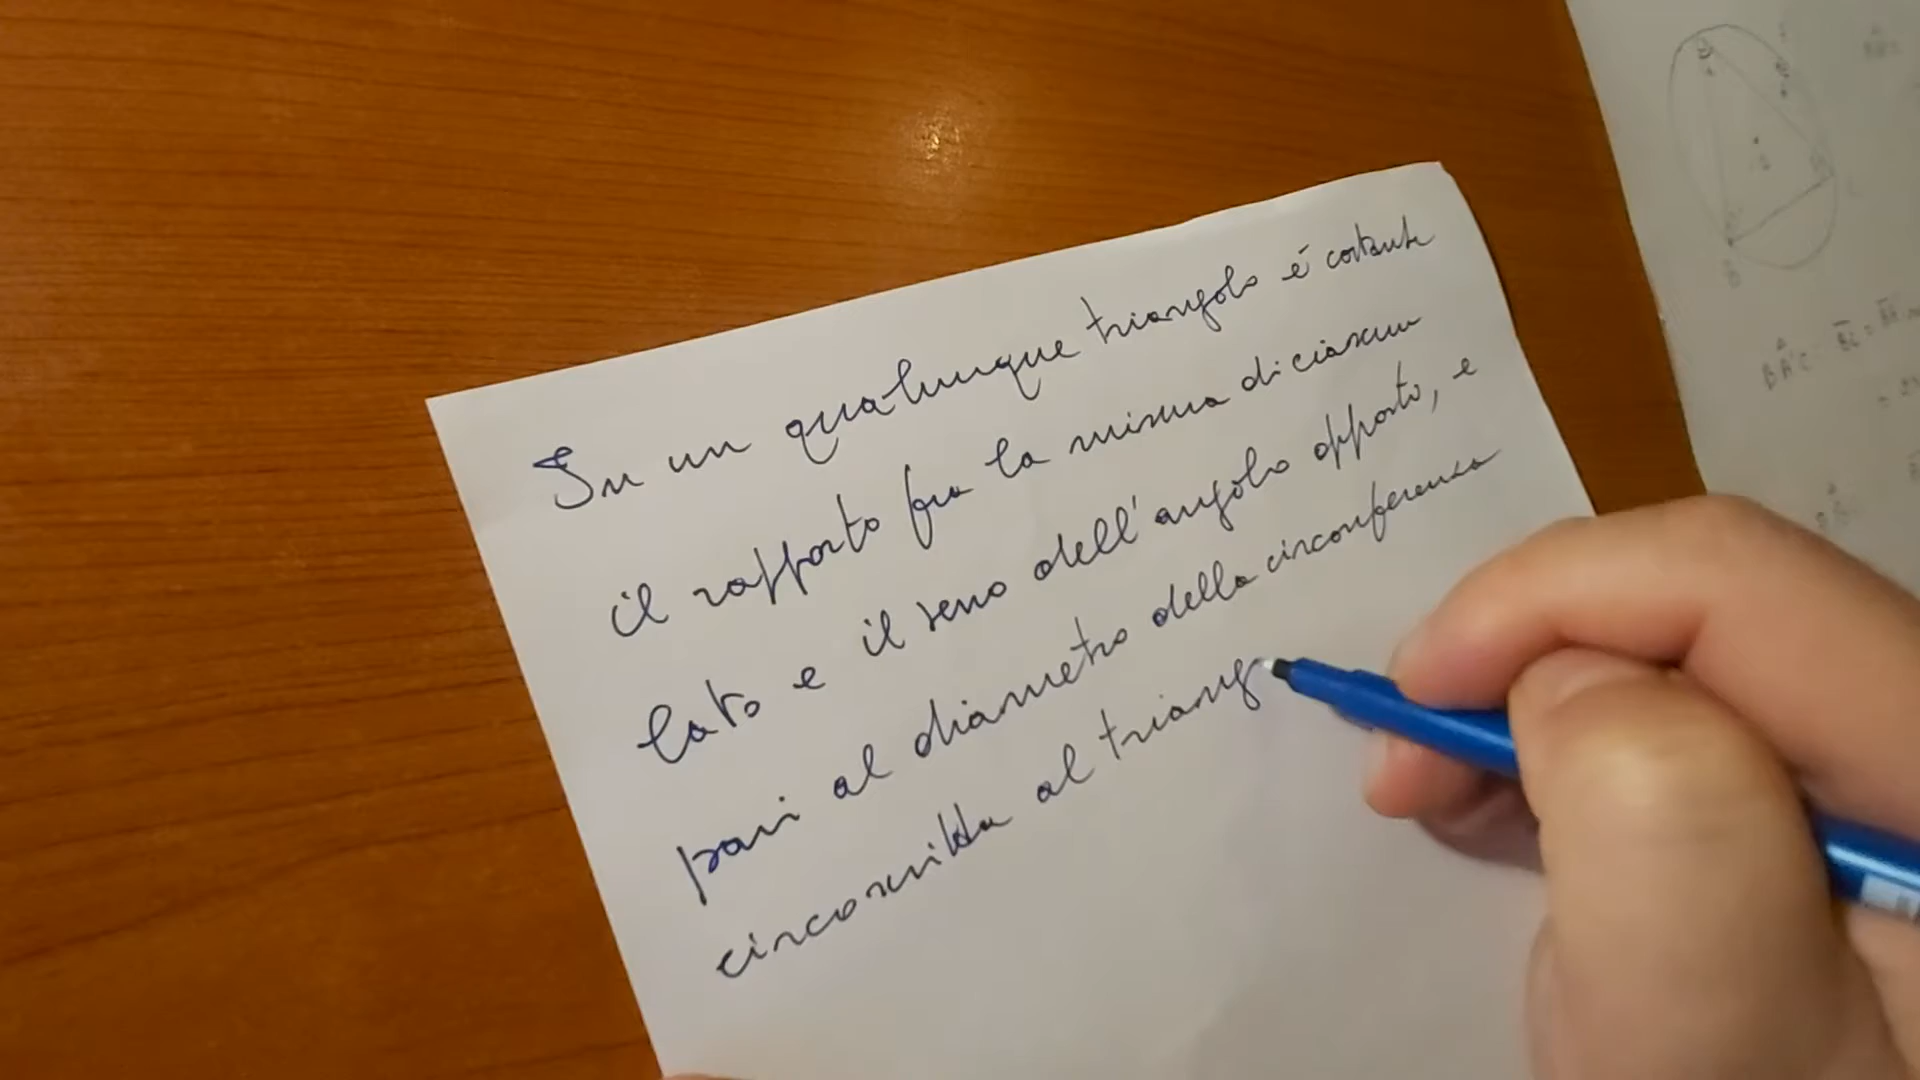 In un qualunque triangolo é costante
il rapporto fra la misura di ciascun
lato e il seno dell'angolo opposto, e
pari al diametro della circonferenza
circoscritta al triang